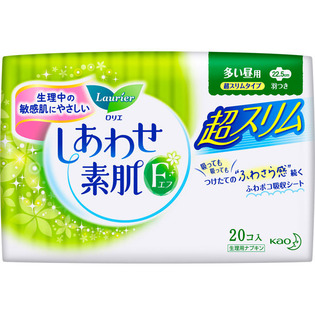 多い昼用
超スリムタイプ
22.5cm
羽つき
生理中の
敏感肌にやさしい
Laurier
ロリエ
しあわせ
素肌
F
エフ
超スリム
吸っても
吸っても
つけたての“ふわさら感”続く
ふわポコ吸収シート
20コ入
生理用ナプキン
Kao